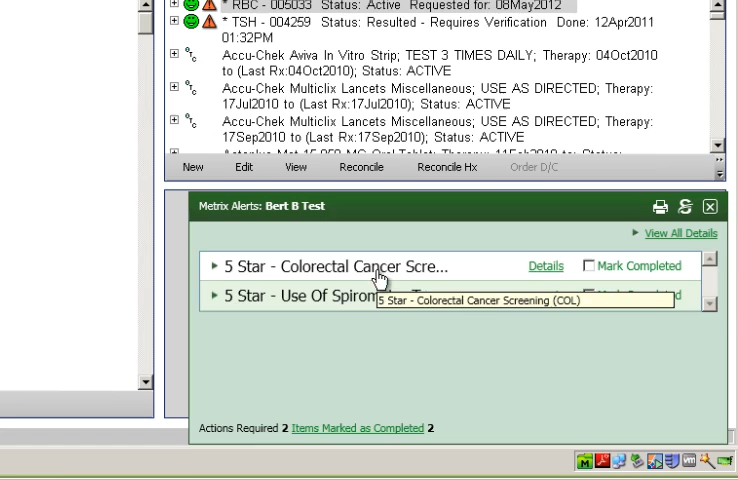 * RBC - 005033 Status: Active Requested for: 08May2012
* TSH - 004259 Status: Resulted - Requires Verification Done: 12Apr2011
01:32PM
Accu-Chek Aviva In Vitro Strip; TEST 3 TIMES DAILY; Therapy: 04Oct2010
to (Last Rx:04Oct2010); Status: ACTIVE
Accu-Chek Multiclix Lancets Miscellaneous; USE AS DIRECTED; Therapy:
17Jul2010 to (Last Rx:17Jul2010); Status: ACTIVE
Accu-Chek Multiclix Lancets Miscellaneous; USE AS DIRECTED; Therapy:
17Sep2010 to (Last Rx:17Sep2010); Status: ACTIVE
New Edit View Reconcile Reconcile Hx Order D/C
Metrix Alerts: Bert B Test
View All Details
5 Star - Colorectal Cancer Scre... Details Mark Completed
5 Star - Use Of
5 Star - Colorectal Cancer Screening (COL)
Actions Required 2 Items Marked as Completed 2